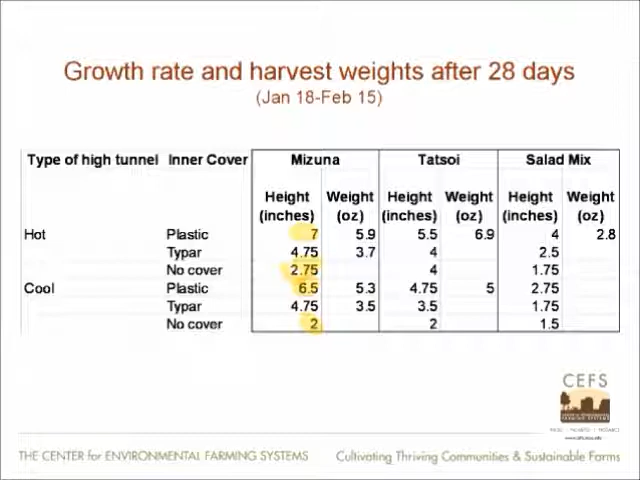 Growth rate and harvest weights after 28 days
(Jan 18-Feb 15)
Type of high tunnel Inner Cover Mizuna Tatsoi Salad Mix
Height Weight Height Weight Height Weight
(inches) (oz) (inches) (oz) (inches) (oz)
Hot Plastic 7 5.9 5.5 6.9 4 2.8
Typar 4.75 3.7 4 2.5
No cover 2.75 4 1.75
Cool Plastic 6.5 5.3 4.75 5 2.75
Typar 4.75 3.5 3.5 1.75
No cover 2 2 1.5
CEFS
THE CENTER for ENVIRONMENTAL FARMING SYSTEMS Cultivating Thriving Communities & Sustainable Farms